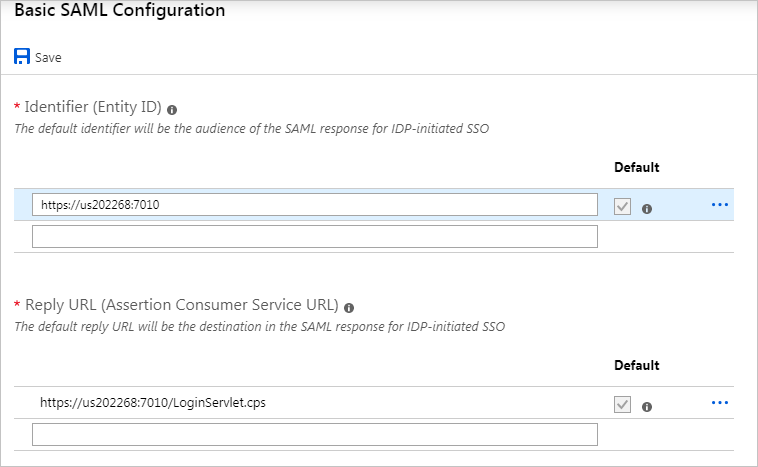 Basic SAML Configuration
Save
* Identifier (Entity ID)
The default identifier will be the audience of the SAML response for IDP-initiated SSO
Default
https://us202268:7010
* Reply URL (Assertion Consumer Service URL)
The default reply URL will be the destination in the SAML response for IDP-initiated SSO
Default
https://us202268:7010/LoginServlet.cps